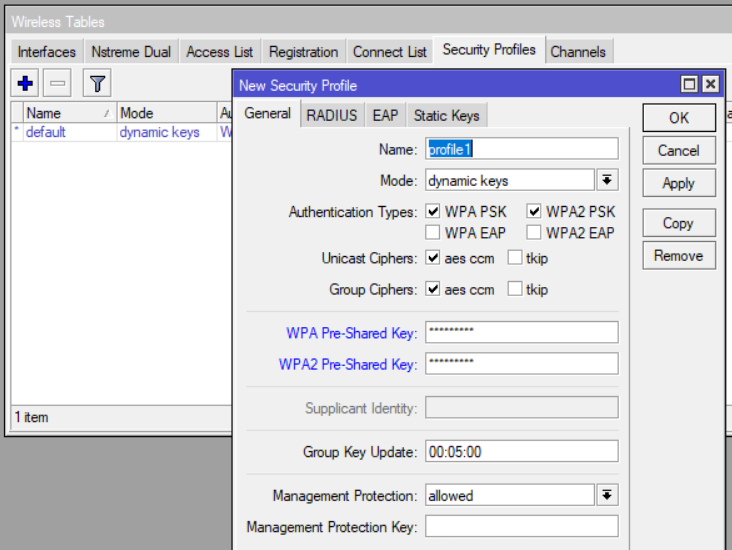 Wireless Tables
Interfaces Nstreme Dual Access List Registration Connect List Security Profiles Channels
New Security Profile
Name Mode
* default dynamic keys
1 item
General RADIUS EAP Static Keys
Name: profile1
Mode: dynamic keys
Authentication Types: WPA PSK WPA2 PSK
WPA EAP WPA2 EAP
Unicast Ciphers: aes ccm tkip
Group Ciphers: aes ccm tkip
WPA Pre-Shared Key: *********
WPA2 Pre-Shared Key: *********
Supplicant Identity:
Group Key Update: 00:05:00
Management Protection: allowed
Management Protection Key:
OK
Cancel
Apply
Copy
Remove